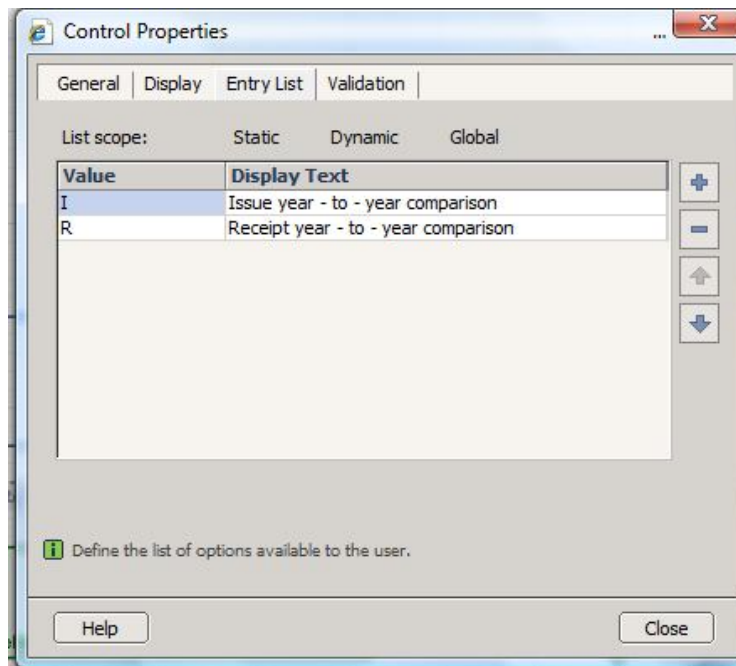 Control Properties ...
General Display Entry List Validation
List scope: Static Dynamic Global
Value Display Text
I Issue year - to - year comparison
R Receipt year - to - year comparison
Define the list of options available to the user.
Help Close